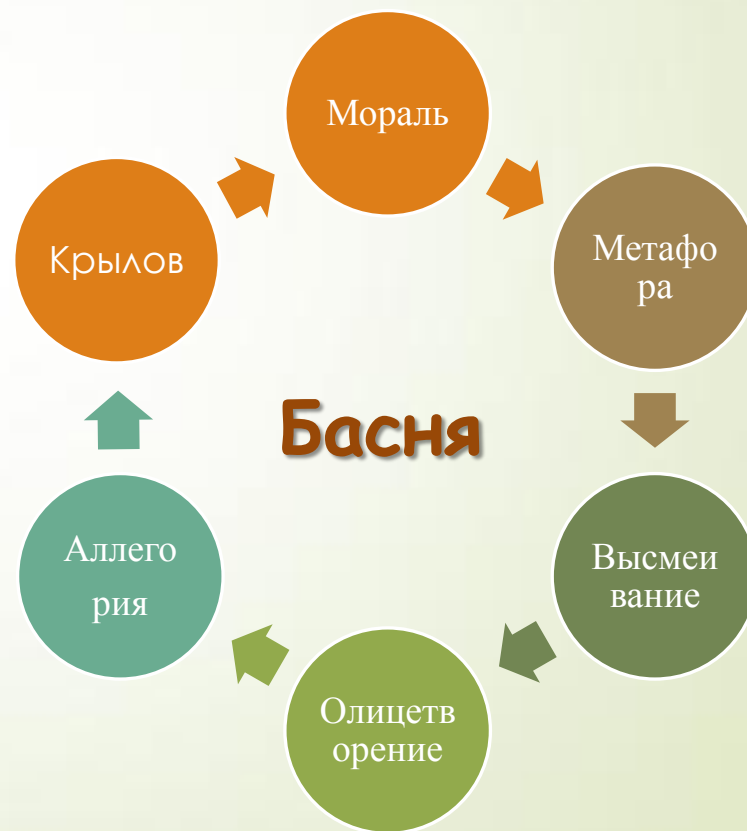 Мораль
Крылов
Метафо
ра
Басня
Аллего
рия
Высмеи
вание
Олицетв
орение